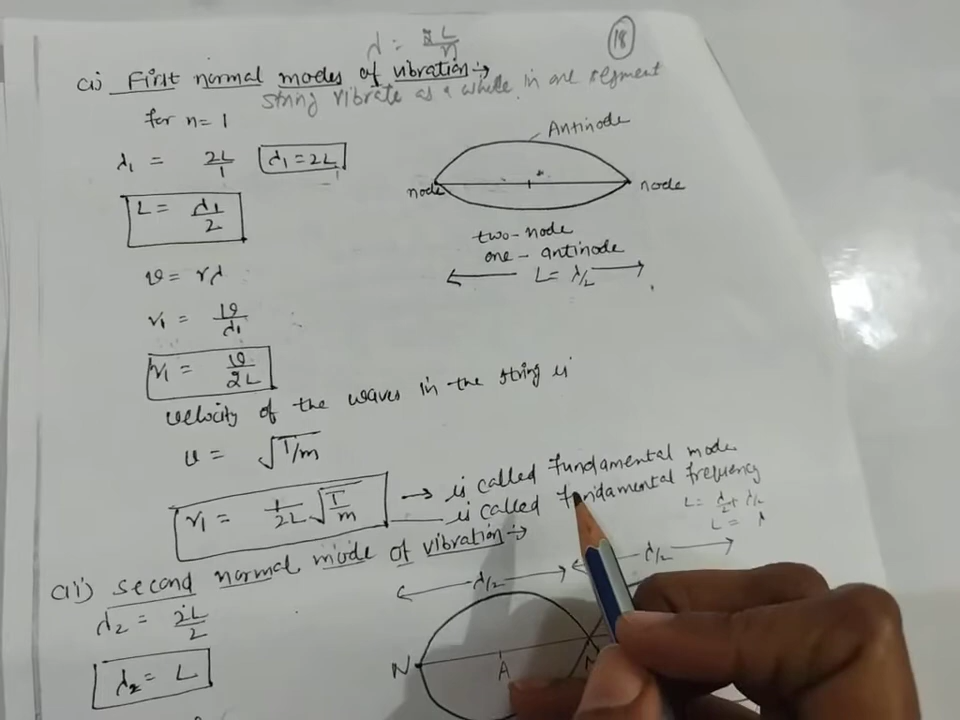 λ = 2L/n
18
(i) First normal modes of vibration →
string vibrate as a whole in one segment
for n=1
λ1 = 2L/1   λ1 = 2L
Antinode
node
node
L = λ1/2
two-node
one-antinode
L = λ/2
υ = νλ
ν1 = υ/λ1
ν1 = υ/2L
velocity of the waves in the string is
υ = √T/m
ν1 = 1/2L √T/m → is called fundamental mode
is called fundamental frequency
L = λ/2 + λ/2
L = λ
(ii) second normal mode of vibration →
λ/2
λ/2
λ2 = 2L/2
N
A
N
λ2 = L